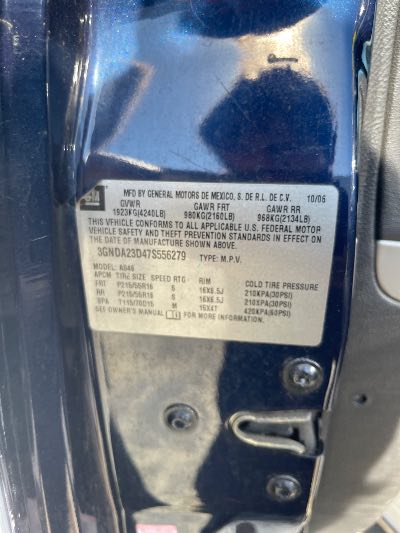 GM
MFD BY GENERAL MOTORS DE MEXICO, S. DE R.L. DE C.V. 10/06
GVWR GAWR FRT GAWR RR
1923KG(4240LB) 980KG(2160LB) 968KG(2134LB)
THIS VEHICLE CONFORMS TO ALL APPLICABLE U.S. FEDERAL MOTOR
VEHICLE SAFETY AND THEFT PREVENTION STANDARDS IN EFFECT ON
THE DATE OF MANUFACTURE SHOWN ABOVE.
3GNDA23D47S556279 TYPE: M.P.V.
MODEL: AS46
APCM TIRE SIZE SPEED RTG RIM COLD TIRE PRESSURE
FRT P215/55R16 S 16X6.5J 210KPA(30PSI)
RR P215/55R16 S 16X6.5J 210KPA(30PSI)
SPA T115/70D15 M 15X4T 420KPA(60PSI)
SEE OWNER'S MANUAL FOR MORE INFORMATION